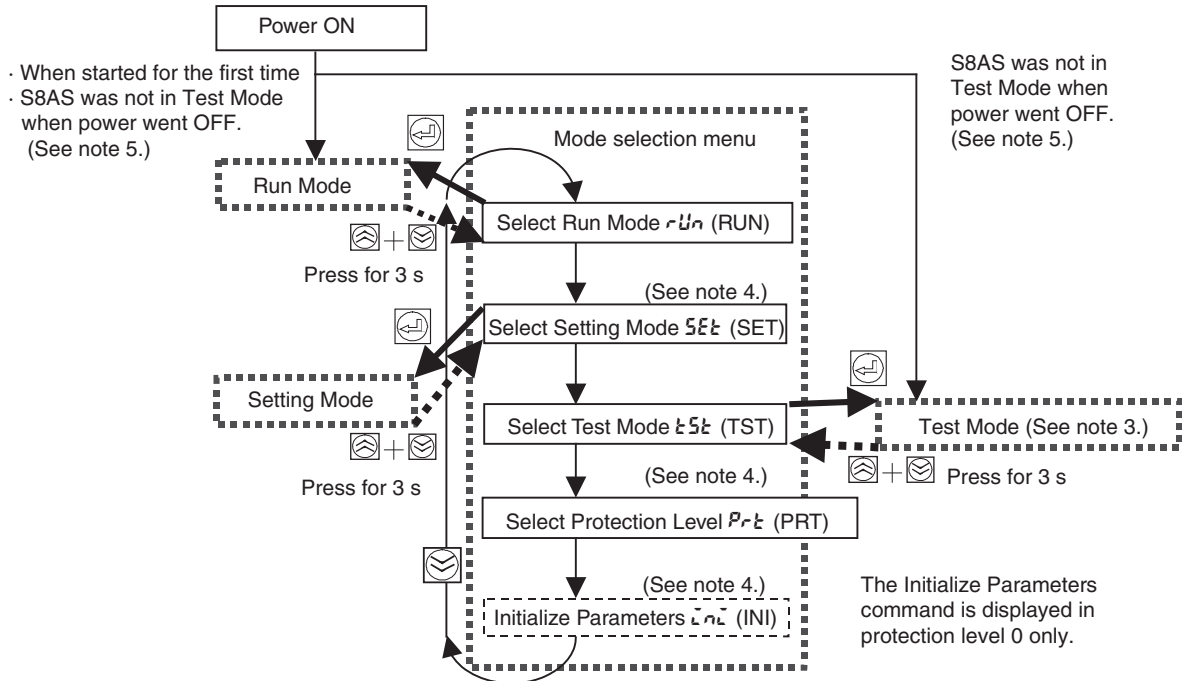 Power ON
· When started for the first time
· S8AS was not in Test Mode
when power went OFF.
(See note 5.)
S8AS was not in
Test Mode when
power went OFF.
(See note 5.)
Mode selection menu
Run Mode
Select Run Mode rUn (RUN)
+
Press for 3 s
(See note 4.)
Select Setting Mode SEt (SET)
Setting Mode
+
Press for 3 s
Select Test Mode tSt (TST)
Test Mode (See note 3.)
+ Press for 3 s
(See note 4.)
Select Protection Level Prt (PRT)
(See note 4.)
Initialize Parameters ini (INI)
The Initialize Parameters
command is displayed in
protection level 0 only.